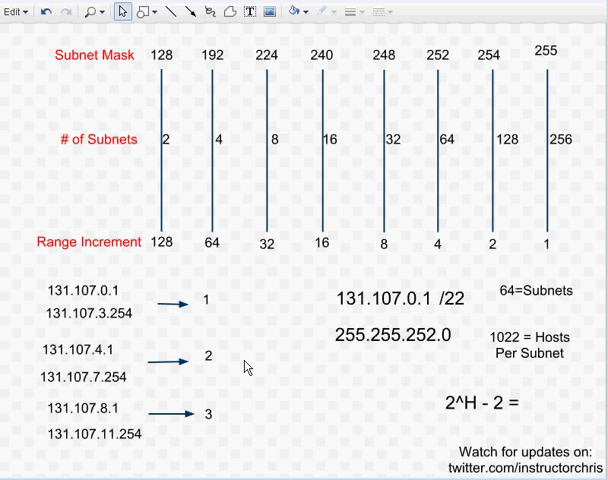 Edit
T
Subnet Mask 128 192 224 240 248 252 254 255
# of Subnets 2 4 8 16 32 64 128 256
Range Increment 128 64 32 16 8 4 2 1
131.107.0.1
131.107.3.254
1
131.107.4.1
131.107.7.254
2
131.107.8.1
131.107.11.254
3
131.107.0.1 /22
255.255.252.0
64=Subnets
1022 = Hosts
Per Subnet
2^H - 2 =
Watch for updates on:
twitter.com/instructorchris